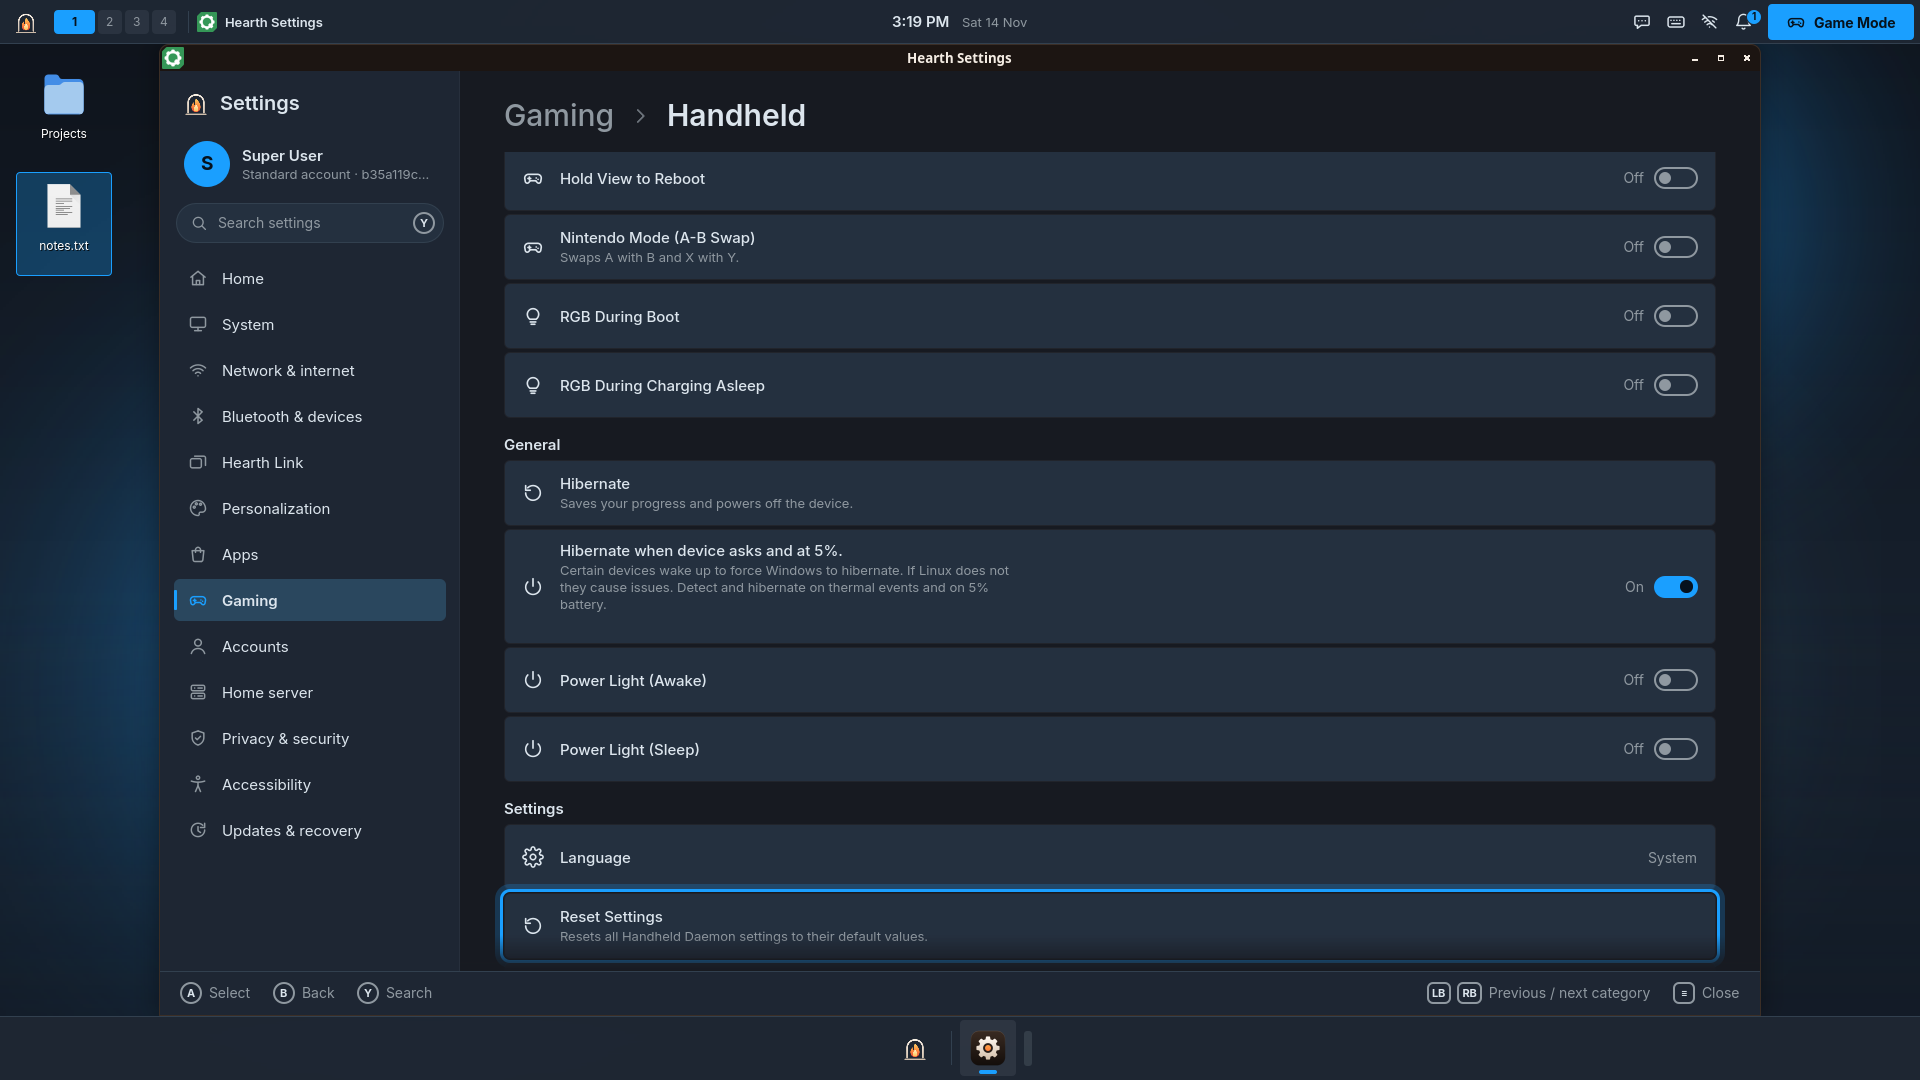 1
2
3
4
Hearth Settings
3:19 PM
Sat 14 Nov
1
Game Mode
Hearth Settings
Projects
notes.txt
Settings
S
Super User
Standard account · b35a119c...
Search settings
Y
Home
System
Network & internet
Bluetooth & devices
Hearth Link
Personalization
Apps
Gaming
Accounts
Home server
Privacy & security
Accessibility
Updates & recovery
Gaming > Handheld
Hold View to Reboot
Off
Nintendo Mode (A-B Swap)
Swaps A with B and X with Y.
Off
RGB During Boot
Off
RGB During Charging Asleep
Off
General
Hibernate
Saves your progress and powers off the device.
Hibernate when device asks and at 5%.
Certain devices wake up to force Windows to hibernate. If Linux does not
they cause issues. Detect and hibernate on thermal events and on 5%
battery.
On
Power Light (Awake)
Off
Power Light (Sleep)
Off
Settings
Language
System
Reset Settings
Resets all Handheld Daemon settings to their default values.
A Select
B Back
Y Search
LB RB Previous / next category
Close